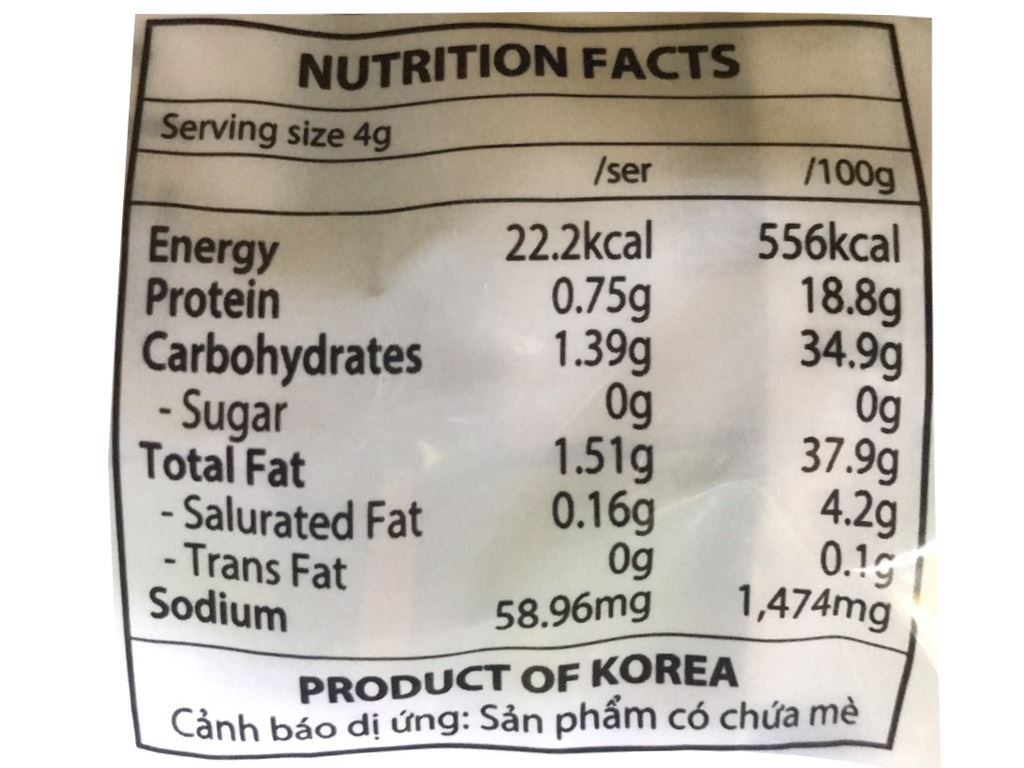 NUTRITION FACTS
Serving size 4g
/ser /100g
Energy 22.2kcal 556kcal
Protein 0.75g 18.8g
Carbohydrates 1.39g 34.9g
- Sugar 0g 0g
Total Fat 1.51g 37.9g
- Salurated Fat 0.16g 4.2g
- Trans Fat 0g 0.1g
Sodium 58.96mg 1,474mg
PRODUCT OF KOREA
Cảnh báo dị ứng: Sản phẩm có chứa mè